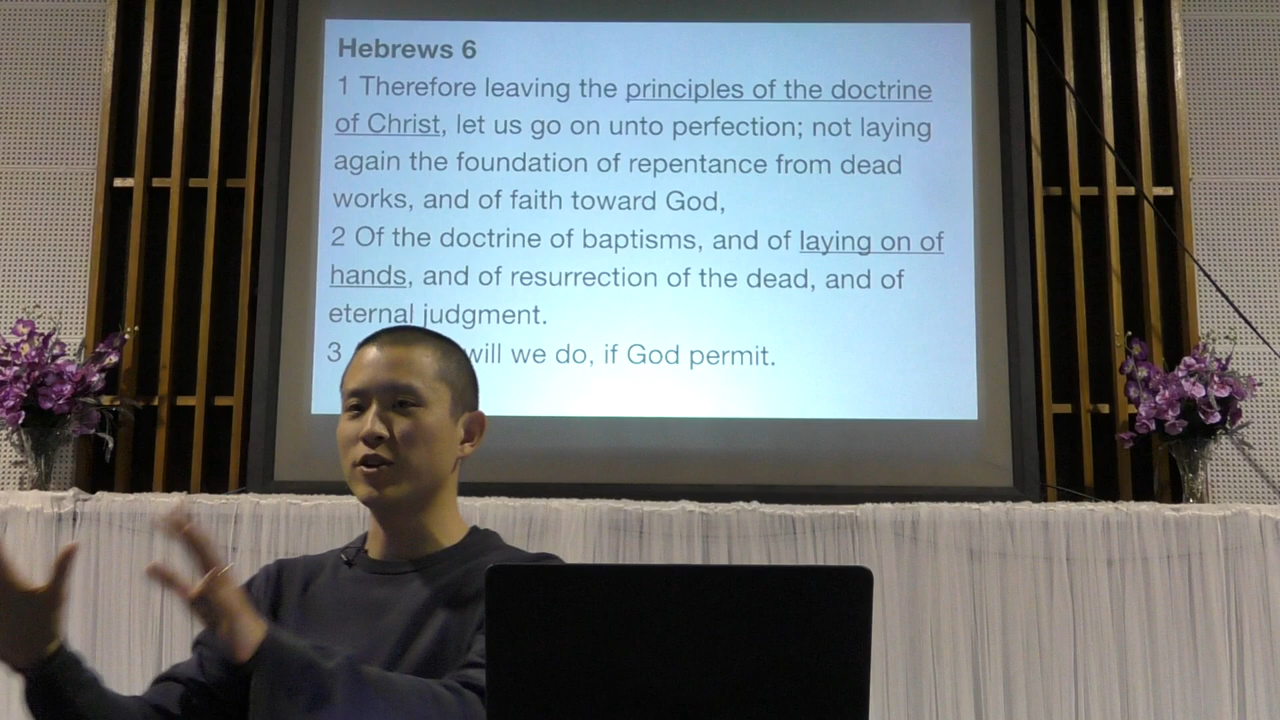 Hebrews 6
1 Therefore leaving the principles of the doctrine
of Christ, let us go on unto perfection; not laying
again the foundation of repentance from dead
works, and of faith toward God,
2 Of the doctrine of baptisms, and of laying on of
hands, and of resurrection of the dead, and of
eternal judgment.
3 will we do, if God permit.